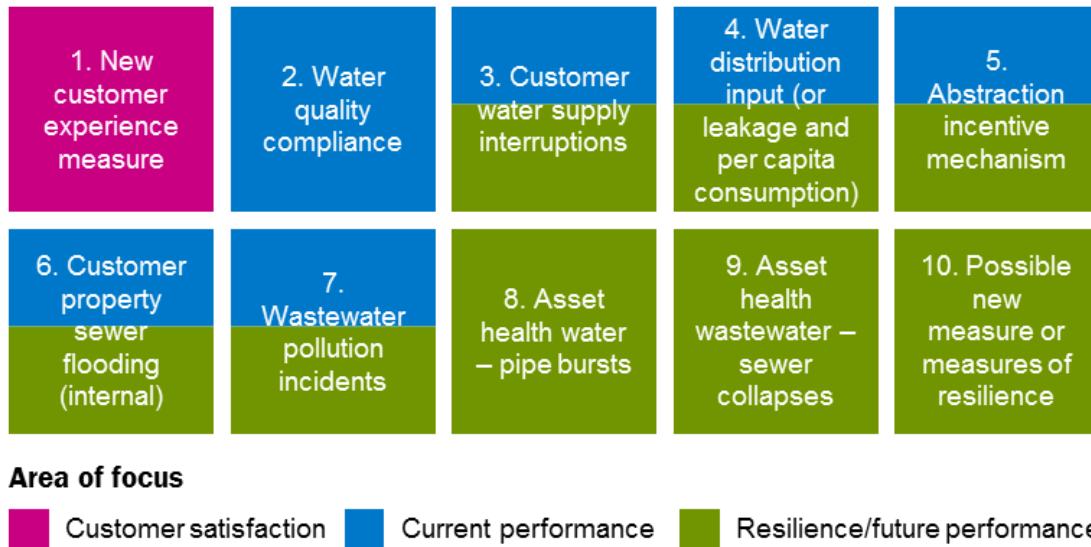 1. New
customer
experience
measure
2. Water
quality
compliance
3. Customer
water supply
interruptions
4. Water
distribution
input (or
leakage and
per capita
consumption)
5.
Abstraction
incentive
mechanism
6. Customer
property
sewer
flooding
(internal)
7.
Wastewater
pollution
incidents
8. Asset
health water
– pipe bursts
9. Asset
health
wastewater –
sewer
collapses
10. Possible
new
measure or
measures of
resilience
Area of focus
Customer satisfaction
Current performance
Resilience/future performance